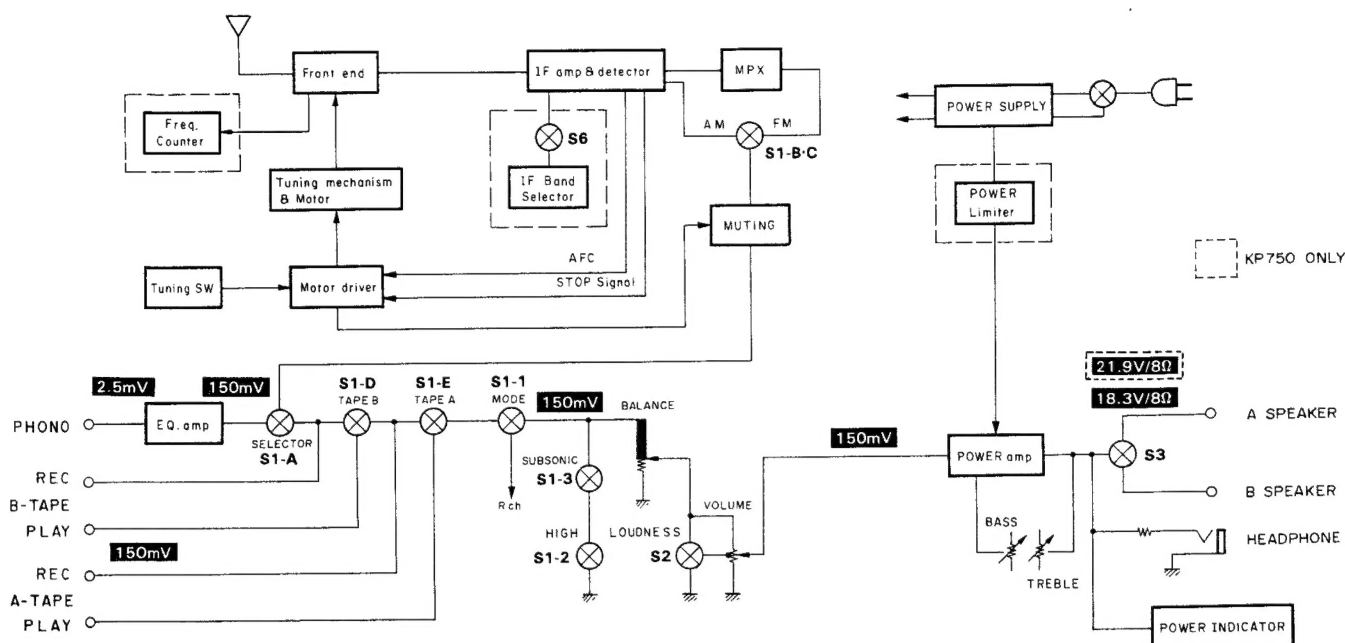 Front end
IF amp & detector
MPX
POWER SUPPLY
Freq.
Counter
S6
AM
FM
S1-B·C
IF Band
Selector
Tuning mechanism
& Motor
POWER
Limiter
MUTING
KP750 ONLY
AFC
STOP Signal
Tuning SW
Motor driver
2.5mV
150mV
S1-D
TAPE B
S1-E
TAPE A
S1-1
MODE
150mV
BALANCE
21.9V/8Ω
18.3V/8Ω
PHONO
EQ. amp
SELECTOR
S1-A
150mV
POWER amp
S3
A SPEAKER
B SPEAKER
REC
B-TAPE
PLAY
SUBSONIC
S1-3
Rch
VOLUME
150mV
REC
A-TAPE
PLAY
HIGH
S1-2
LOUDNESS
S2
BASS
TREBLE
HEADPHONE
POWER INDICATOR